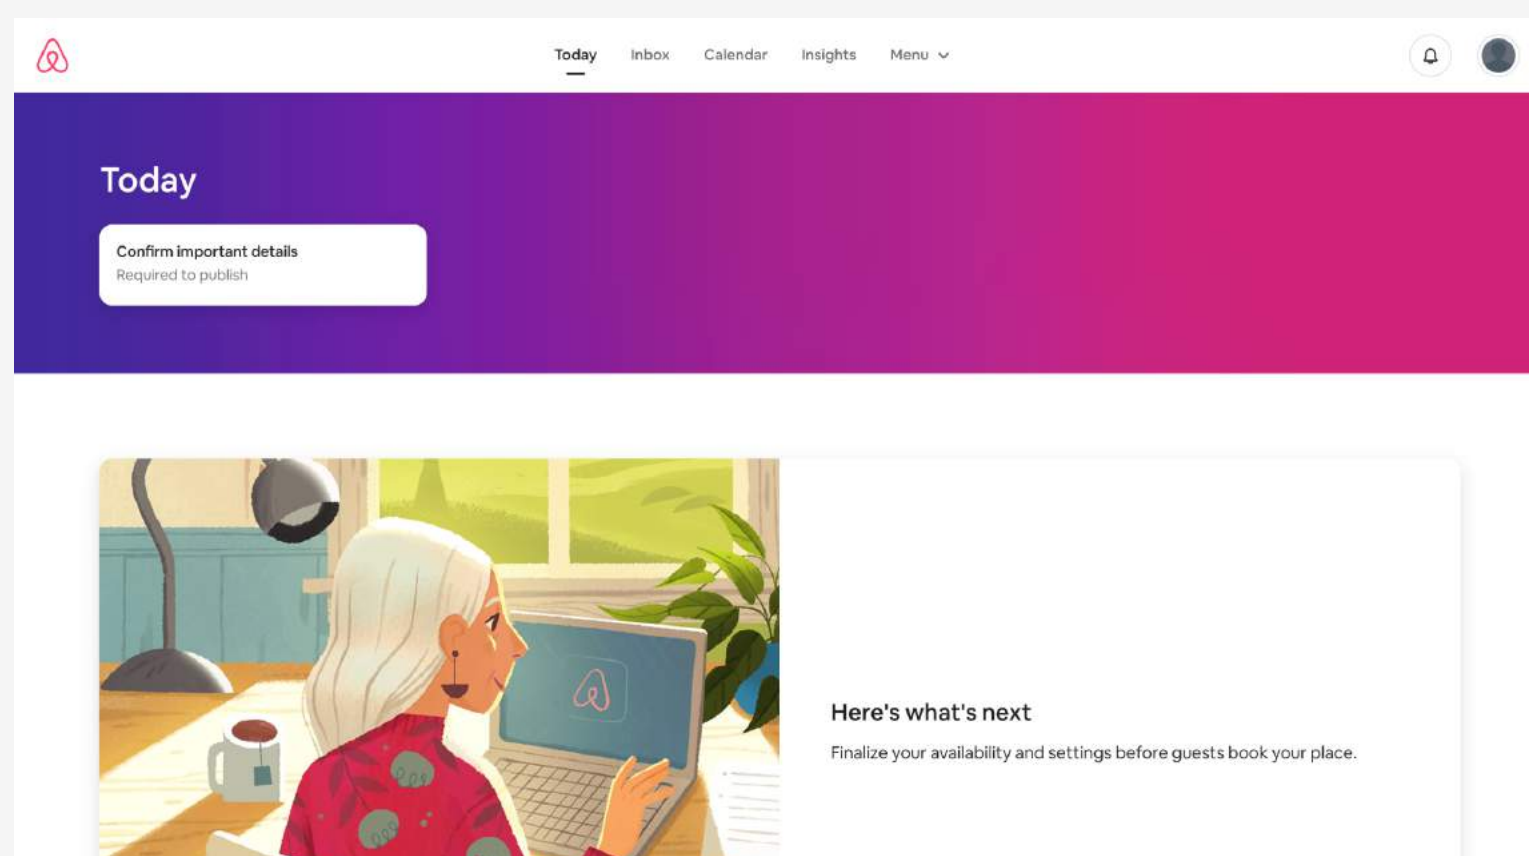 Today
Inbox
Calendar
Insights
Menu
Today
Confirm important details
Required to publish
Here's what's next
Finalize your availability and settings before guests book your place.